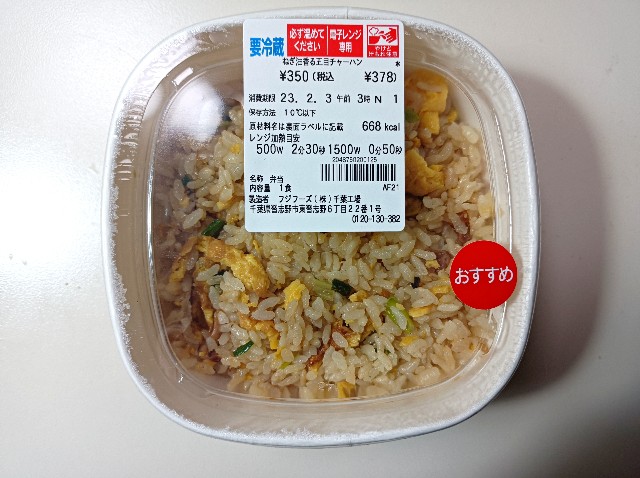 要冷蔵
必ず温めて
ください
電子レンジ
専用
やけど
ねぎ油香る五目チャーハン
¥350(税込 ¥378)
消費期限 23. 2. 3 午前 3時 N 1
保存方法 10℃以下
原材料名は裏面ラベルに記載 668 kcal
レンジ加熱目安
500W 2分30秒 1500W 0分50秒
名称 弁当
内容量 1食 AF2*
製造者 フジフーズ(株)千葉工場
千葉県習志野市東習志野6丁目22番1号
0120-130-382
おすすめ